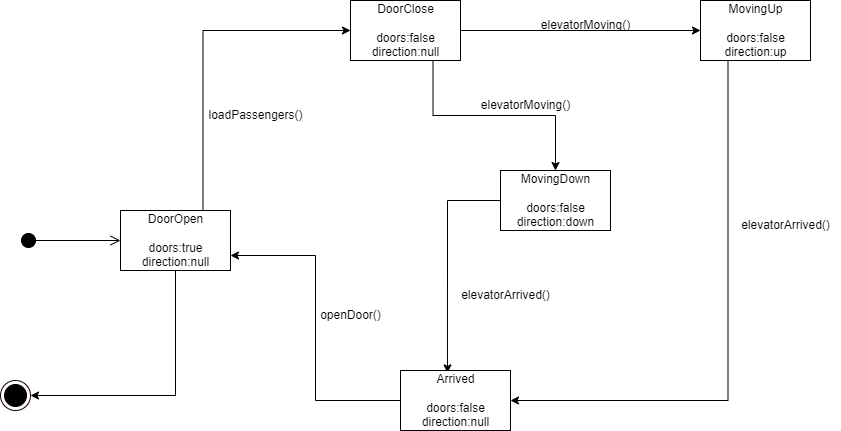 DoorClose
doors:false
direction:null
elevatorMoving()
MovingUp
doors:false
direction:up
loadPassengers()
elevatorMoving()
MovingDown
doors:false
direction:down
DoorOpen
doors:true
direction:null
elevatorArrived()
elevatorArrived()
openDoor()
Arrived
doors:false
direction:null